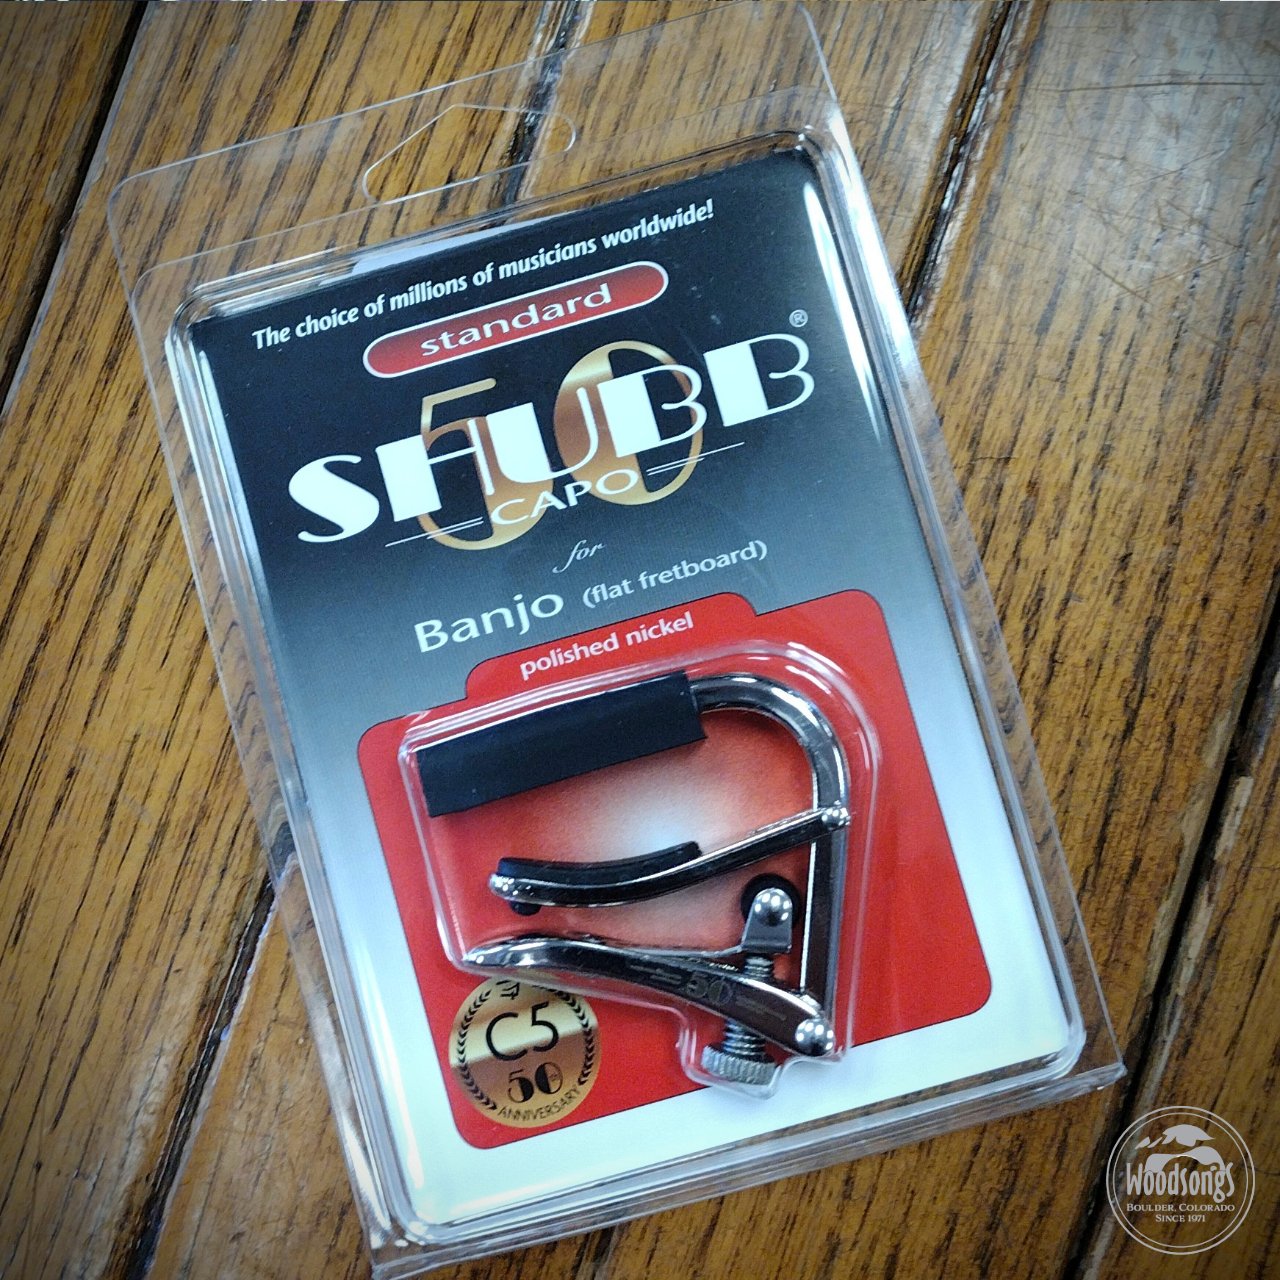 The choice of millions of musicians worldwide!
standard
50
SHUBB®
CAPO
for
Banjo (flat fretboard)
polished nickel
C5
50
ANNIVERSARY
Woodsongs
BOULDER, COLORADO
SINCE 1971